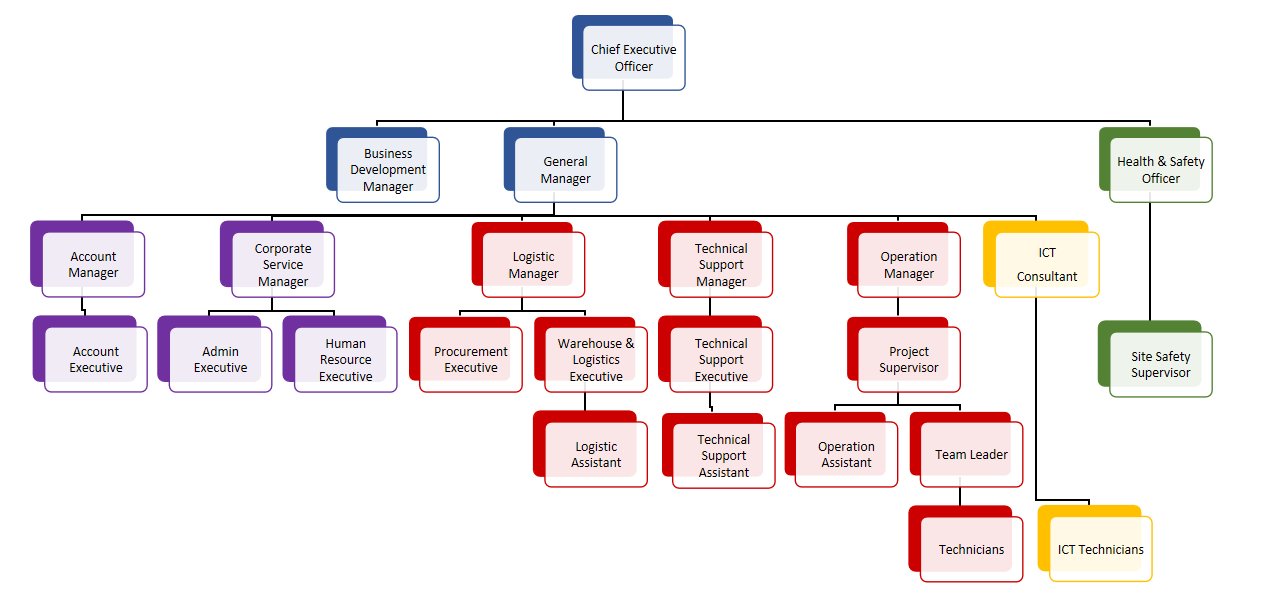 Chief Executive
Officer
Business
Development
Manager
General
Manager
Health & Safety
Officer
Account
Manager
Corporate
Service
Manager
Logistic
Manager
Technical
Support
Manager
Operation
Manager
ICT
Consultant
Account
Executive
Admin
Executive
Human
Resource
Executive
Procurement
Executive
Warehouse &
Logistics
Executive
Technical
Support
Executive
Project
Supervisor
Site Safety
Supervisor
Logistic
Assistant
Technical
Support
Assistant
Operation
Assistant
Team Leader
Technicians
ICT Technicians